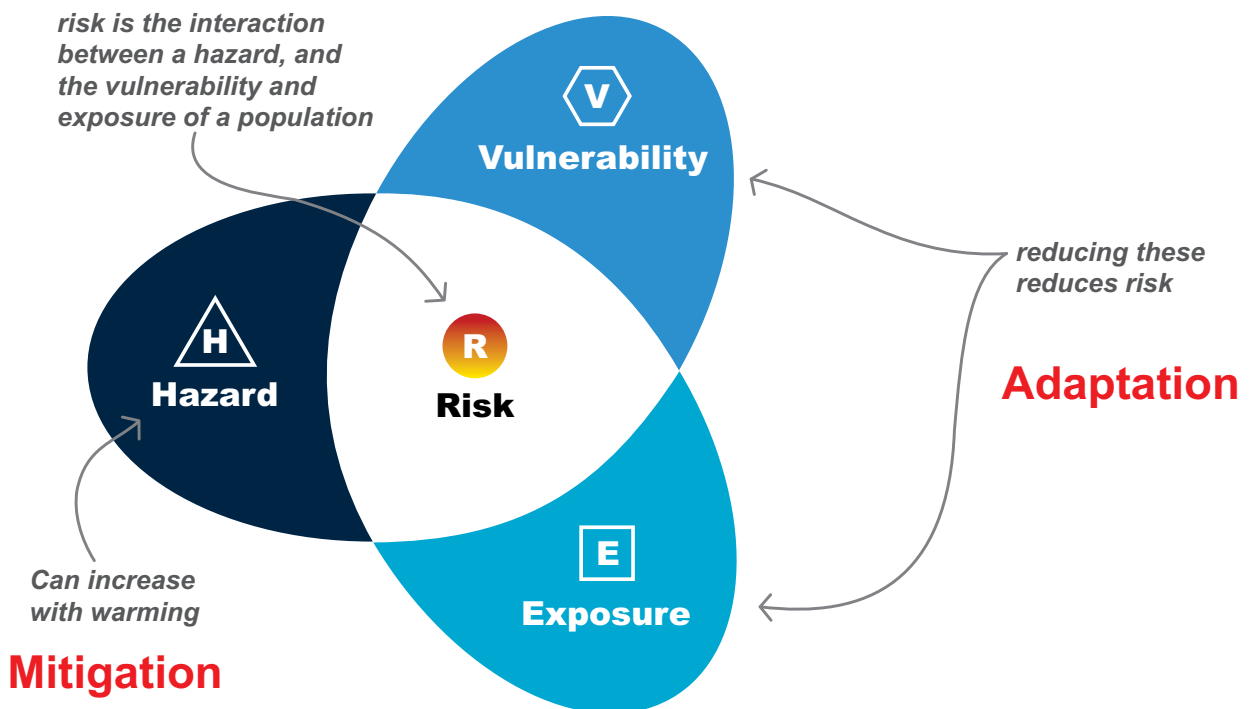 risk is the interaction
between a hazard, and
the vulnerability and
exposure of a population
V
Vulnerability
reducing these
reduces risk
Adaptation
H
Hazard
R
Risk
E
Exposure
Can increase
with warming
Mitigation